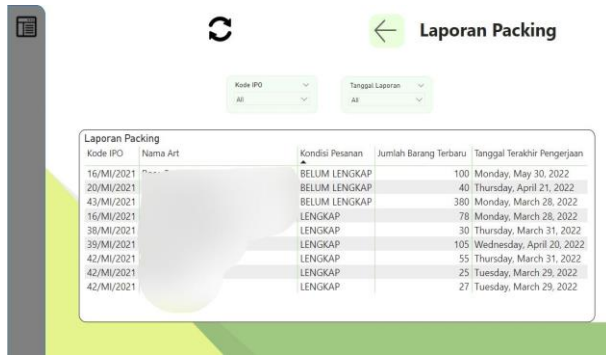 Laporan Packing
Kode IPO
Tanggal Laporan
All
All
Laporan Packing
Kode IPO Nama Art Kondisi Pesanan Jumlah Barang Terbaru Tanggal Terakhir Pengerjaan
16/MI/2021 BELUM LENGKAP 100 Monday, May 30, 2022
20/MI/2021 BELUM LENGKAP 40 Thursday, April 21, 2022
43/MI/2021 BELUM LENGKAP 380 Monday, March 28, 2022
16/MI/2021 LENGKAP 78 Monday, March 28, 2022
38/MI/2021 LENGKAP 30 Thursday, March 31, 2022
39/MI/2021 LENGKAP 105 Wednesday, April 20, 2022
42/MI/2021 LENGKAP 55 Thursday, March 31, 2022
42/MI/2021 LENGKAP 25 Tuesday, March 29, 2022
42/MI/2021 LENGKAP 27 Tuesday, March 29, 2022